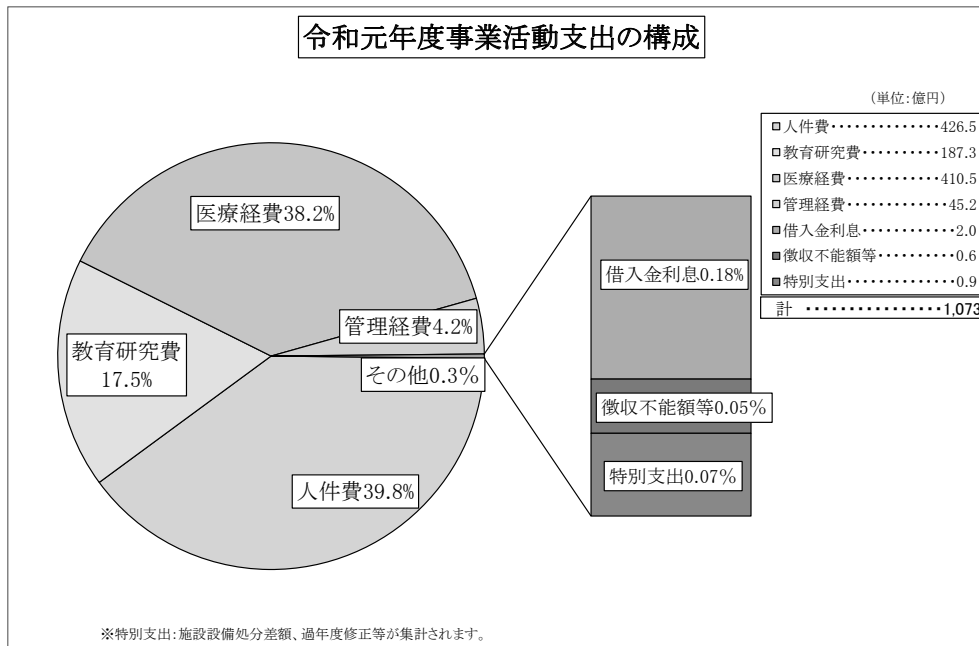 令和元年度事業活動支出の構成
（単位：億円）
人件費・・・・・・・・・・・・・426.5
教育研究費・・・・・・・・・187.3
医療経費・・・・・・・・・・・410.5
管理経費・・・・・・・・・・・・45.2
借入金利息・・・・・・・・・・・2.0
徴収不能額等・・・・・・・・・0.6
特別支出・・・・・・・・・・・・・0.9
計 ・・・・・・・・・・・・・・・・1,073
医療経費38.2%
管理経費4.2%
教育研究費
17.5%
その他0.3%
人件費39.8%
借入金利息0.18%
徴収不能額等0.05%
特別支出0.07%
※特別支出：施設設備処分差額、過年度修正等が集計されます。